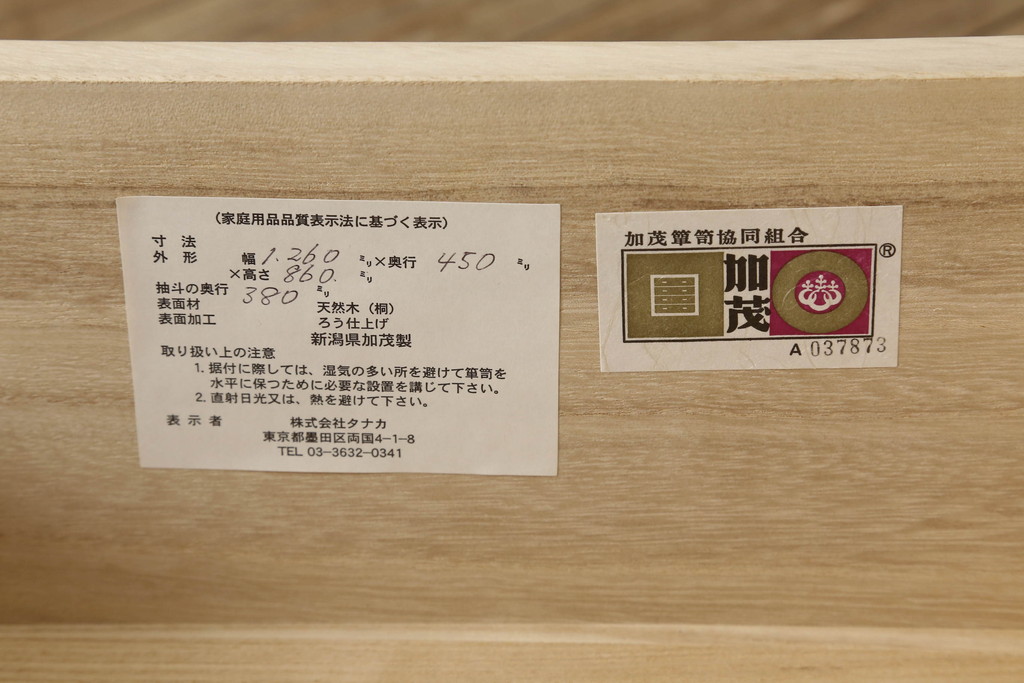 (家庭用品品質表示法に基づく表示)
寸法
外形 幅 1.260 ミリ×奥行 450 ミリ
×高さ 860. ミリ
抽斗の奥行 380 ミリ
表面材 天然木(桐)
表面加工 ろう仕上げ
新潟県加茂製
取り扱い上の注意
1. 据付に際しては、湿気の多い所を避けて箪笥を
水平に保つために必要な設置を講じて下さい。
2. 直射日光又は、熱を避けて下さい。
表示者 株式会社タナカ
東京都墨田区両国4-1-8
TEL 03-3632-0341
加茂簞笥協同組合
®
加茂
A 037873